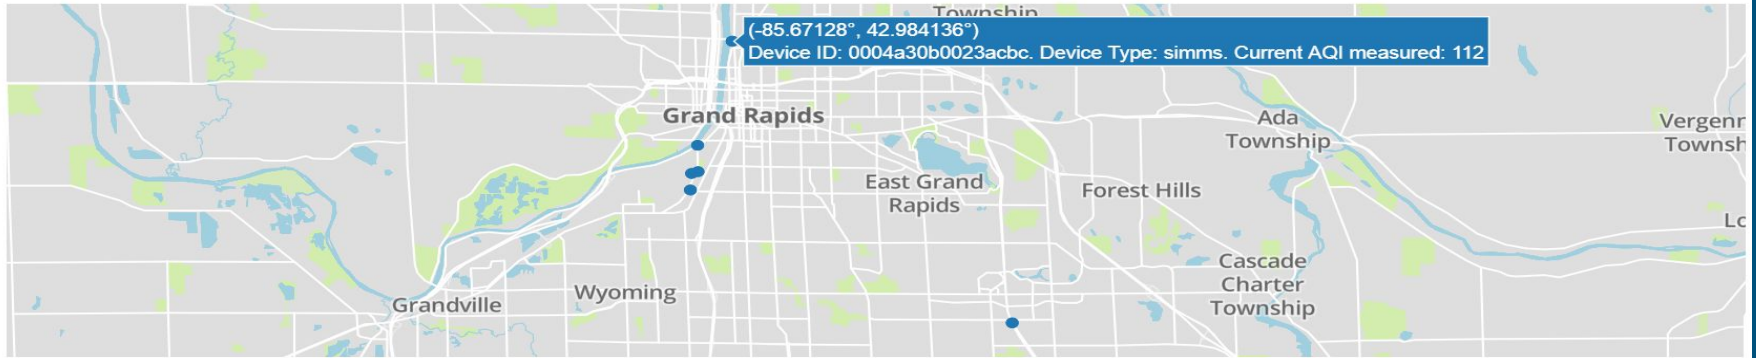 Township
(-85.67128°, 42.984136°)
Device ID: 0004a30b0023acbc. Device Type: simms. Current AQI measured: 112
Grand Rapids
Ada
Township
Vergenn
Townsh
East Grand
Rapids
Forest Hills
Lo
Cascade
Charter
Township
Wyoming
Grandville